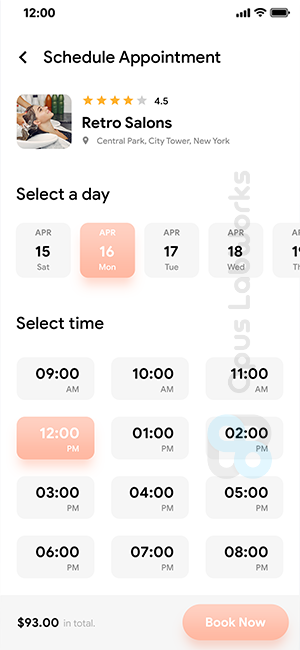 12:00
Schedule Appointment
4.5
Retro Salons
Central Park, City Tower, New York
Select a day
APR APR APR APR
15 16 17 18
Sat Mon Tue Wed
Select time
09:00 AM 10:00 AM 11:00 AM
12:00 PM 01:00 PM 02:00 PM
03:00 PM 04:00 PM 05:00 PM
06:00 PM 07:00 PM 08:00 PM
$93.00 in total.
Book Now
Opus Labworks